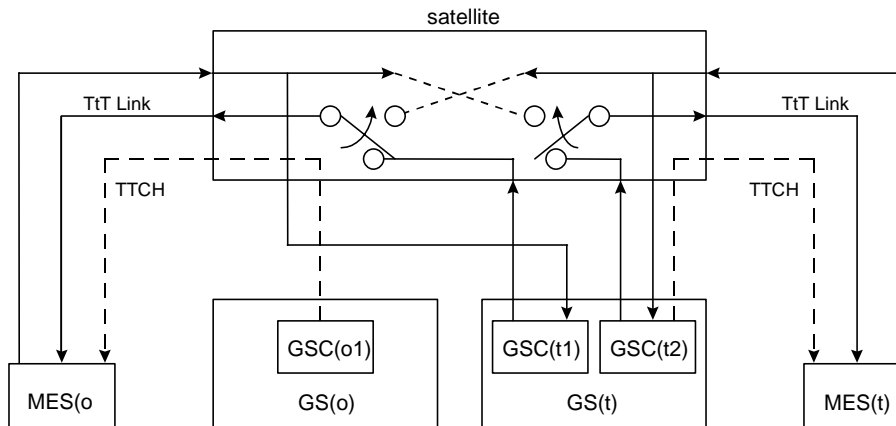 satellite
TtT Link
TtT Link
TTCH
TTCH
GSC(o1)
GSC(t1)
GSC(t2)
MES(o
GS(o)
GS(t)
MES(t)